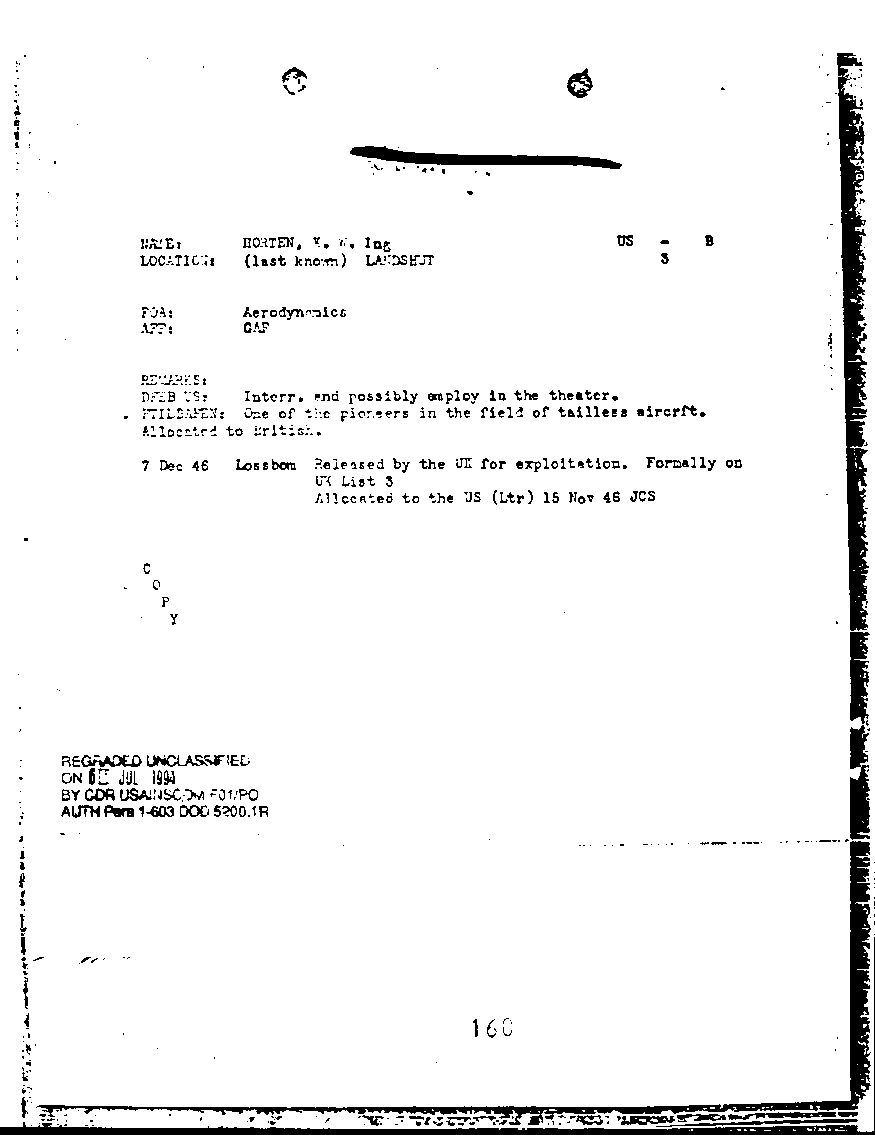 NAME: HORTEN, Ing US - B
LOCATION: (last known) LANDSHUT 3
FOA: Aerodynamics
AFF: GAF
REMARKS:
US: Interr. and possibly employ in the theater.
One of the pioneers in the field of tailless aircrft.
Allocated to British.
7 Dec 46 Lossbom Released by the UK for exploitation. Formally on
UK List 3
Allocated to the US (Ltr) 15 Nov 46 JCS
C
O
P
Y
REGRADED UNCLASSIFIED
ON JUL 1994
BY CDR USAINSCOM F01/PO
AUTH Para 1-603 DOD 5200.1R
160